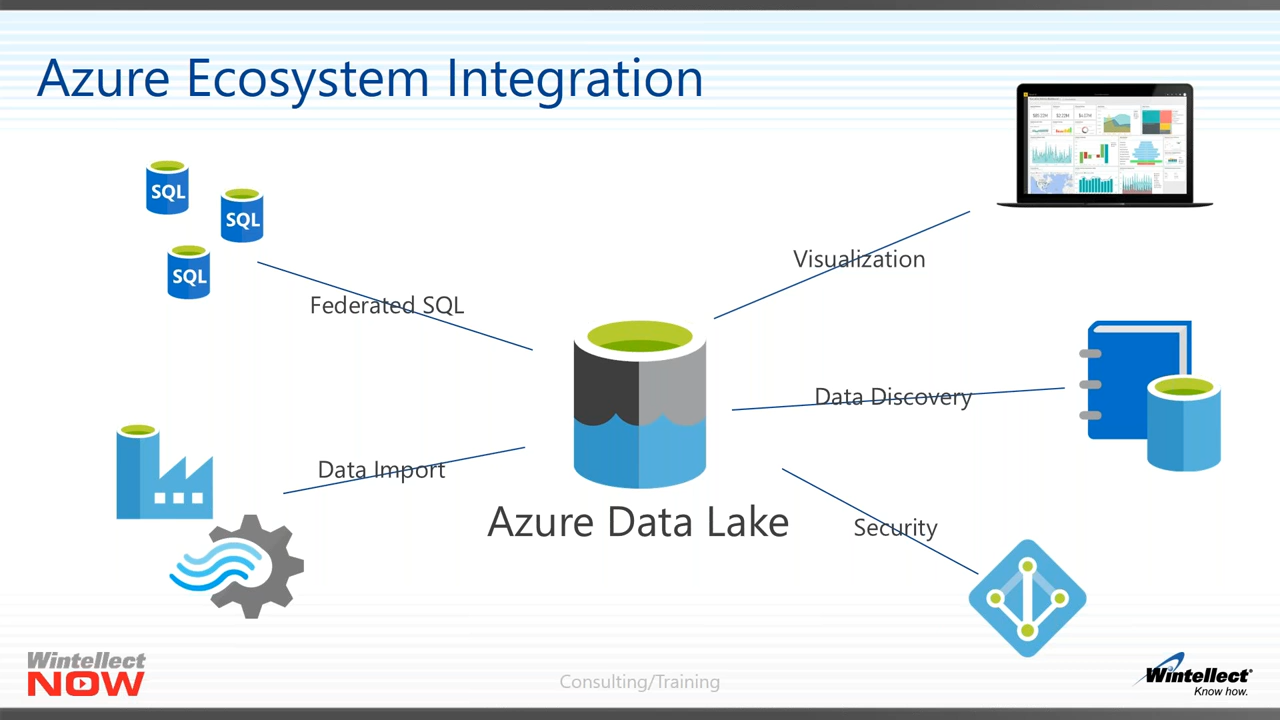 Azure Ecosystem Integration
SQL
SQL
SQL
Federated SQL
Visualization
Data Discovery
Data Import
Azure Data Lake
Security
Wintellect
NOW
Consulting/Training
Wintellect
Know how.